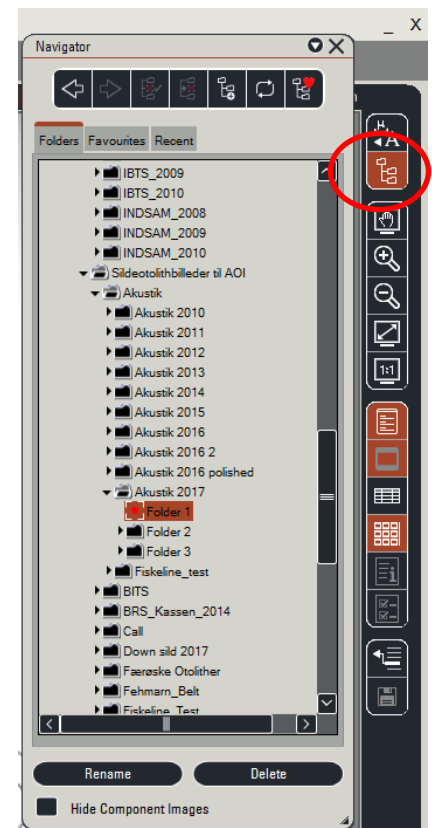 _ X
Navigator
Folders Favourites Recent
IBTS_2009
IBTS_2010
INDSAM_2008
INDSAM_2009
INDSAM_2010
Sildeotolithbilleder til AOI
Akustik
Akustik 2010
Akustik 2011
Akustik 2012
Akustik 2013
Akustik 2014
Akustik 2015
Akustik 2016
Akustik 2016 2
Akustik 2016 polished
Akustik 2017
Folder 1
Folder 2
Folder 3
Fiskeline_test
BITS
BRS_Kassen_2014
Call
Down sild 2017
Færøske Otolither
Fehmarn_Belt
Fiskeline_Test
Rename Delete
Hide Component Images
A
1:1